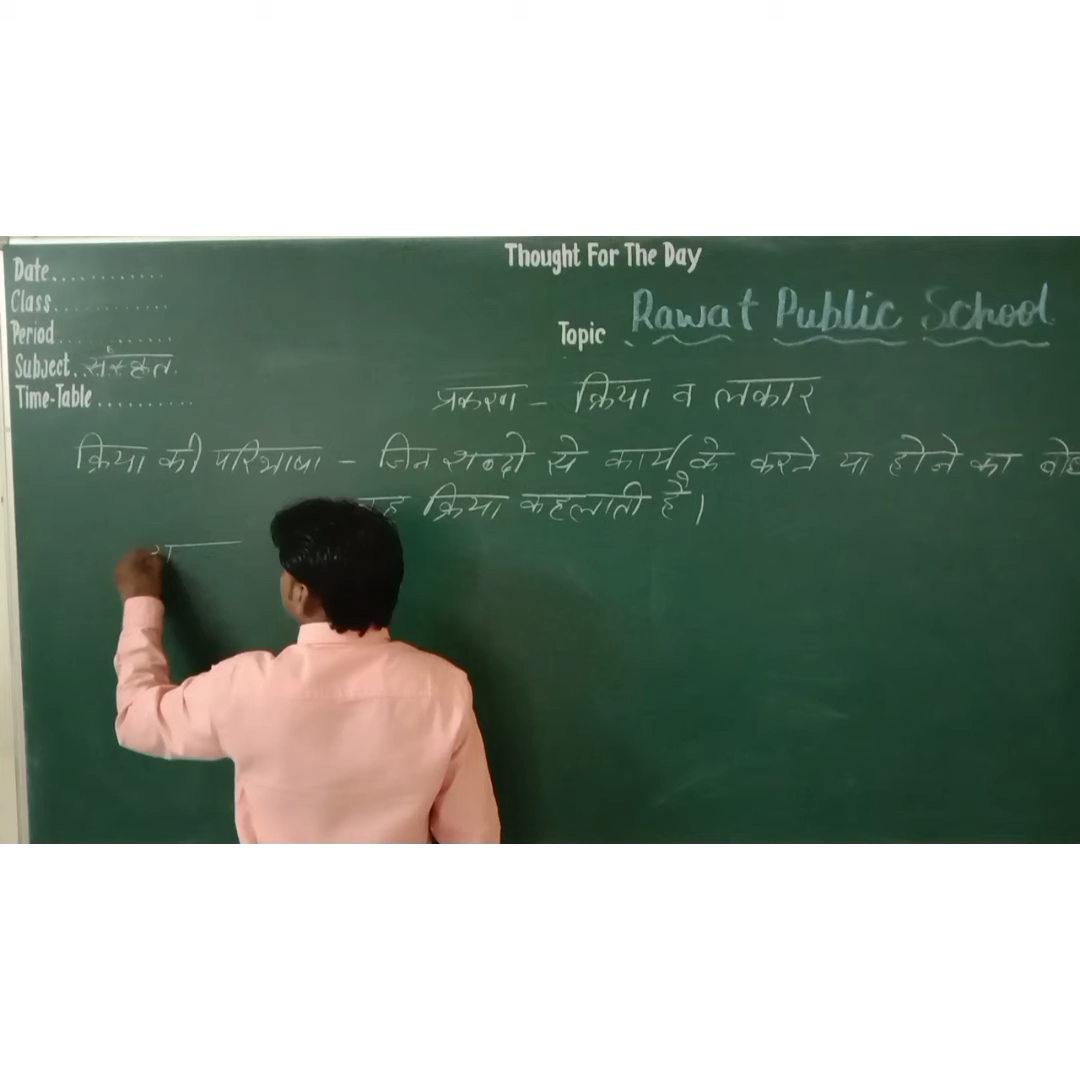 Thought For The Day
Date............
Class............
Period............
Subject..संस्कृत.
Time-Table..........
Topic Rawat Public School
प्रकरण - क्रिया व लकार
क्रिया की परिभाषा - जिन शब्दो से कार्य के करने या होने का बोध
वह क्रिया कहलाती है।